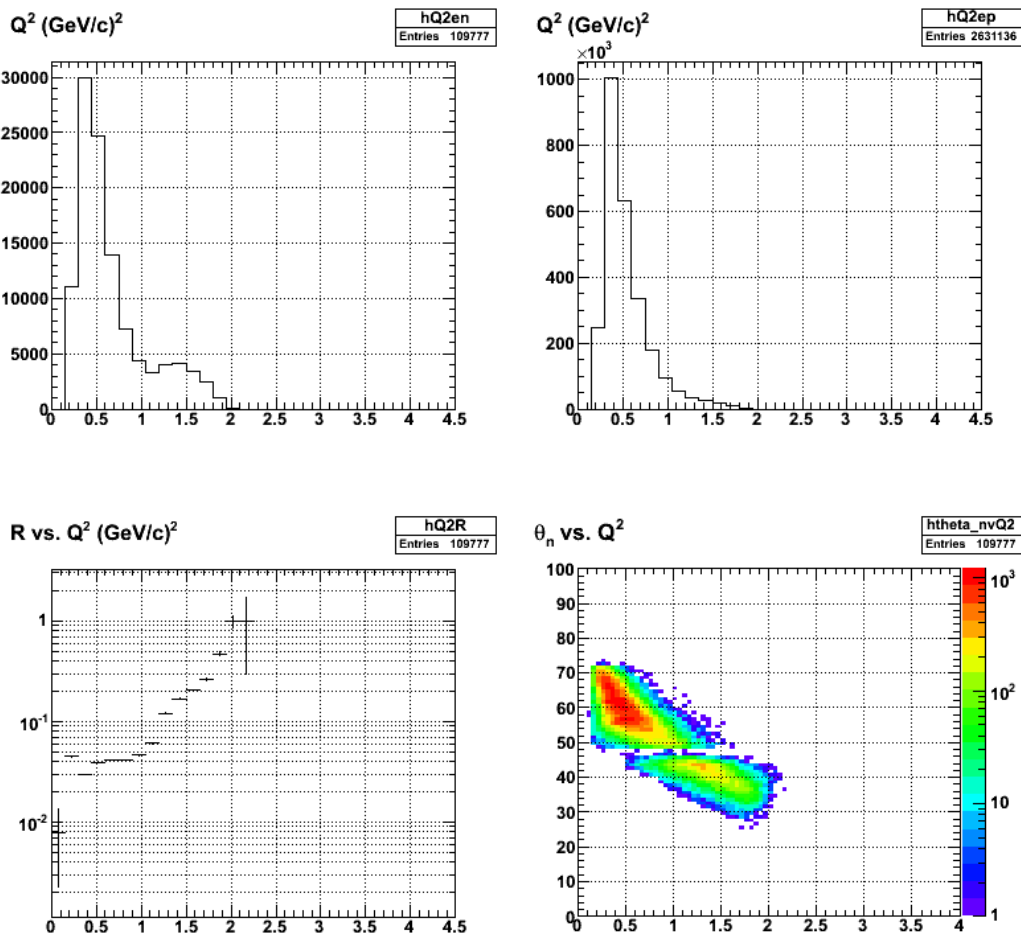 Q² (GeV/c)²
hQ2en
Entries 109777
30000
25000
20000
15000
10000
5000
0
0 0.5 1 1.5 2 2.5 3 3.5 4 4.5
Q² (GeV/c)²
hQ2ep
Entries 2631136
×10³
1000
800
600
400
200
0
0 0.5 1 1.5 2 2.5 3 3.5 4 4.5
R vs. Q² (GeV/c)²
hQ2R
Entries 109777
1
10⁻¹
10⁻²
0 0.5 1 1.5 2 2.5 3 3.5 4 4.5
θₙ vs. Q²
htheta_nvQ2
Entries 109777
100
90
80
70
60
50
40
30
20
10
0
0 0.5 1 1.5 2 2.5 3 3.5 4
10³
10²
10
1